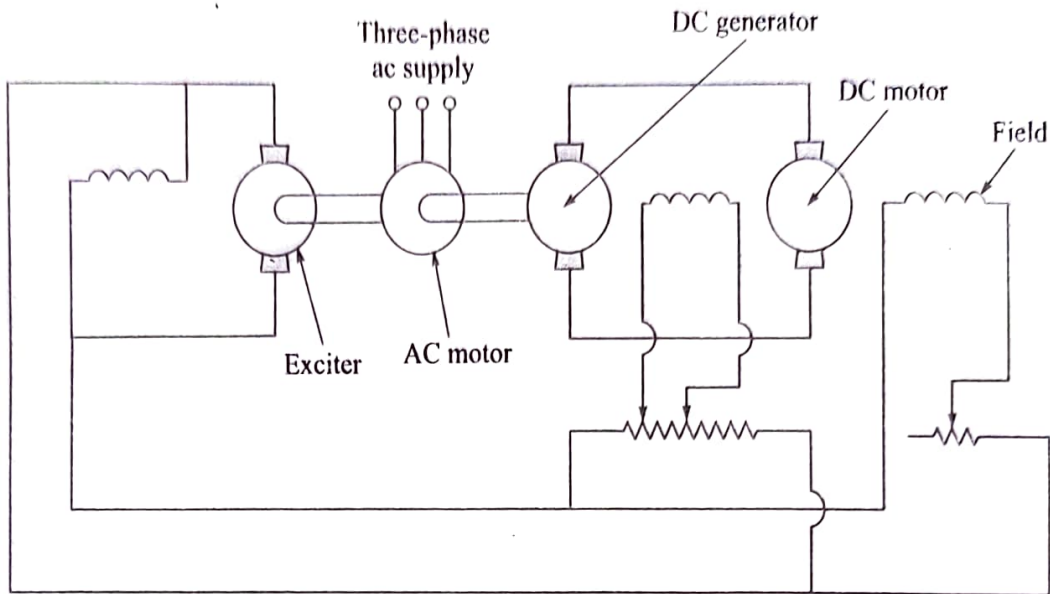 Three-phase
ac supply
DC generator
DC motor
Field
Exciter
AC motor